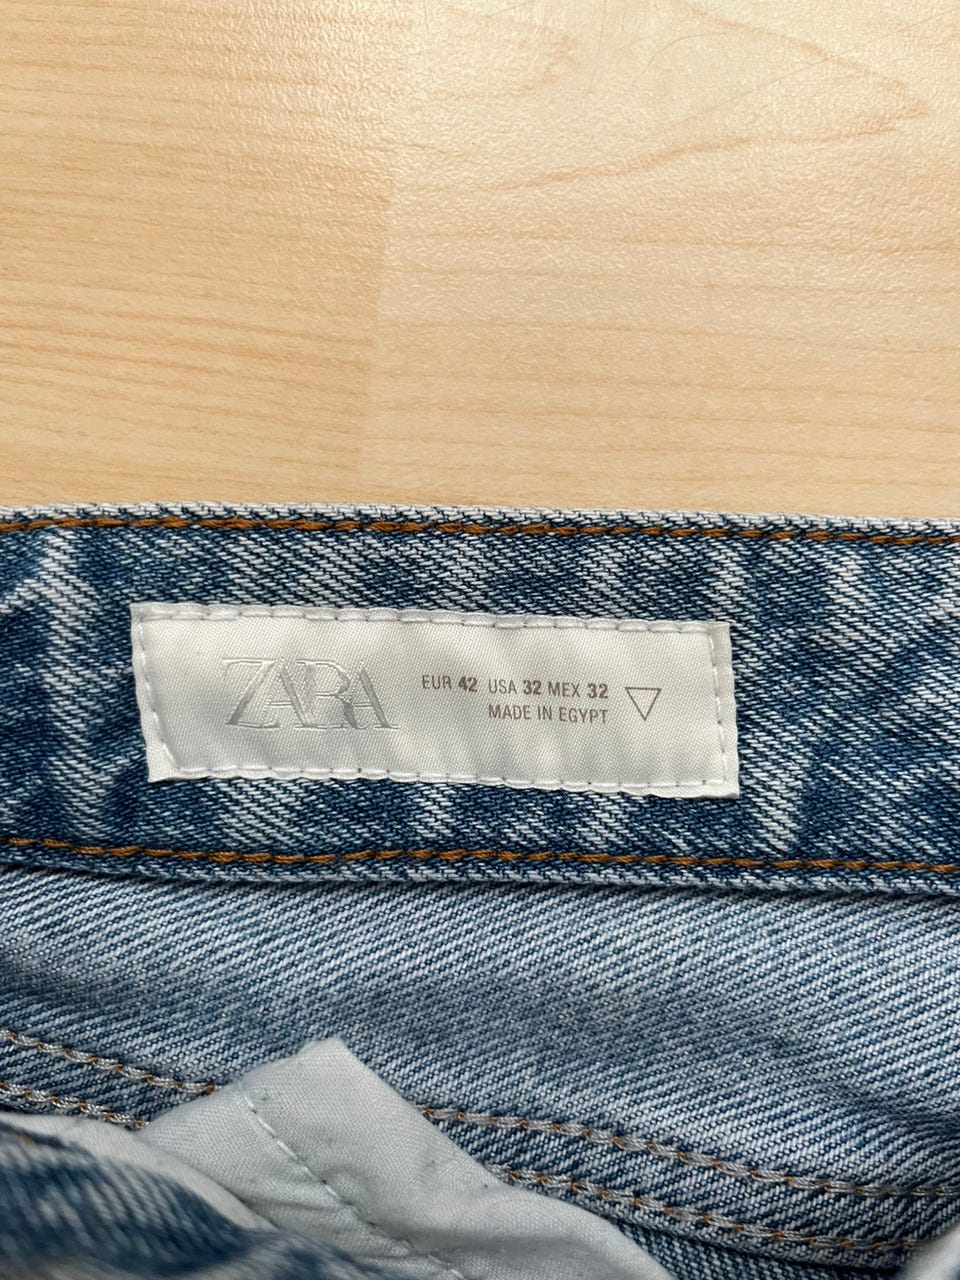 ZARA
EUR 42 USA 32 MEX 32
MADE IN EGYPT